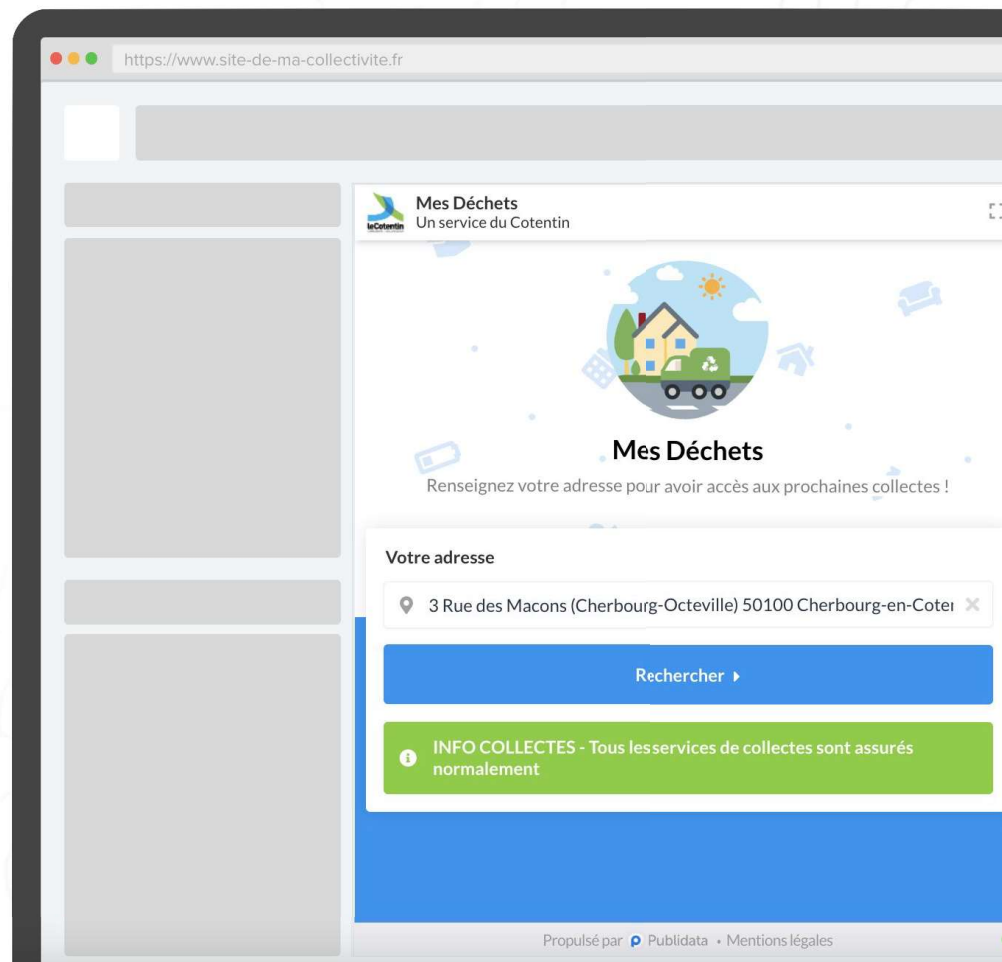 https://www.site-de-ma-collectivite.fr
Mes Déchets
Un service du Cotentin
leCotentin
Mes Déchets
Renseignez votre adresse pour avoir accès aux prochaines collectes !
Votre adresse
3 Rue des Macons (Cherbourg-Octeville) 50100 Cherbourg-en-Coter
Rechercher
INFO COLLECTES - Tous les services de collectes sont assurés
normalement
Propulsé par Publidata • Mentions légales